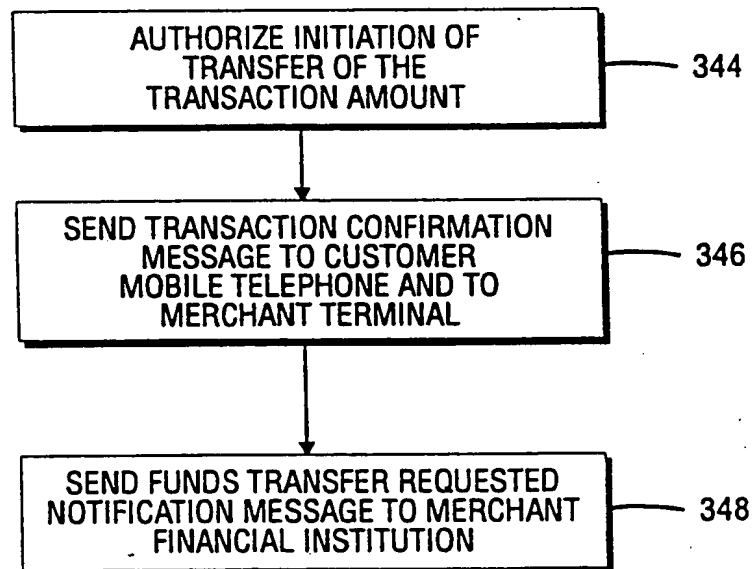 AUTHORIZE INITIATION OF
TRANSFER OF THE
TRANSACTION AMOUNT
344
SEND TRANSACTION CONFIRMATION
MESSAGE TO CUSTOMER
MOBILE TELEPHONE AND TO
MERCHANT TERMINAL
346
SEND FUNDS TRANSFER REQUESTED
NOTIFICATION MESSAGE TO MERCHANT
FINANCIAL INSTITUTION
348